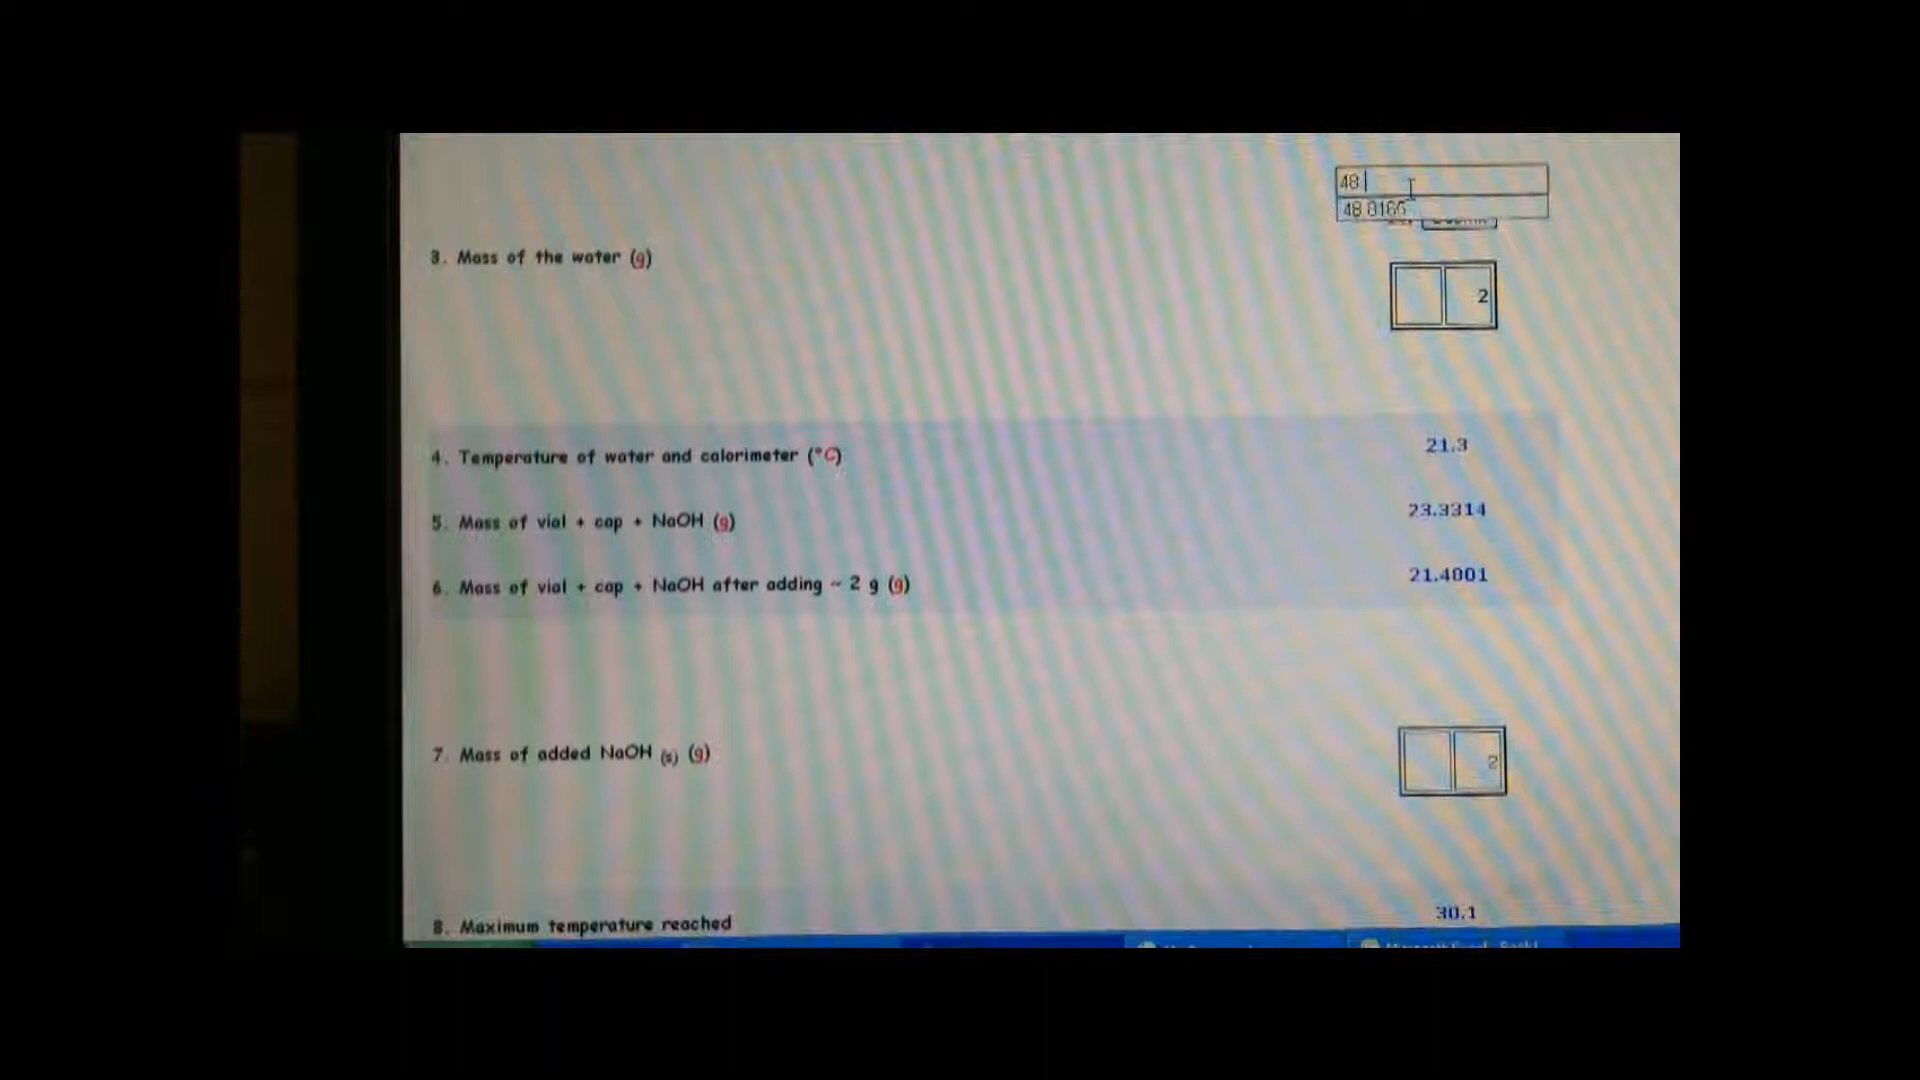 48
3. Mass of the water (g)
2
4. Temperature of water and calorimeter (°C)
21.3
5. Mass of vial + cap + NaOH (g)
23.3314
6. Mass of vial + cap + NaOH after adding ~ 2 g (g)
21.4001
7. Mass of added NaOH (s) (g)
2
8. Maximum temperature reached
30.1